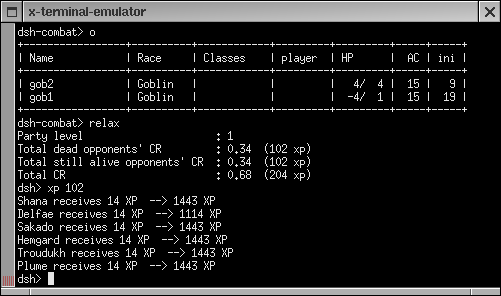 x-terminal-emulator
dsh-combat> o
| Name | Race | Classes | player | HP | AC | ini |
| gob2 | Goblin | | | 4/ 4 | 15 | 9 |
| gob1 | Goblin | | | -4/ 1 | 15 | 19 |
dsh-combat> relax
Party level : 1
Total dead opponents' CR : 0.34 (102 xp)
Total still alive opponents' CR : 0.34 (102 xp)
Total CR : 0.68 (204 xp)
dsh> xp 102
Shana receives 14 XP --> 1443 XP
Delfae receives 14 XP --> 1114 XP
Sakado receives 14 XP --> 1443 XP
Hemgard receives 14 XP --> 1443 XP
Troudukh receives 14 XP --> 1443 XP
Plume receives 14 XP --> 1443 XP
dsh>